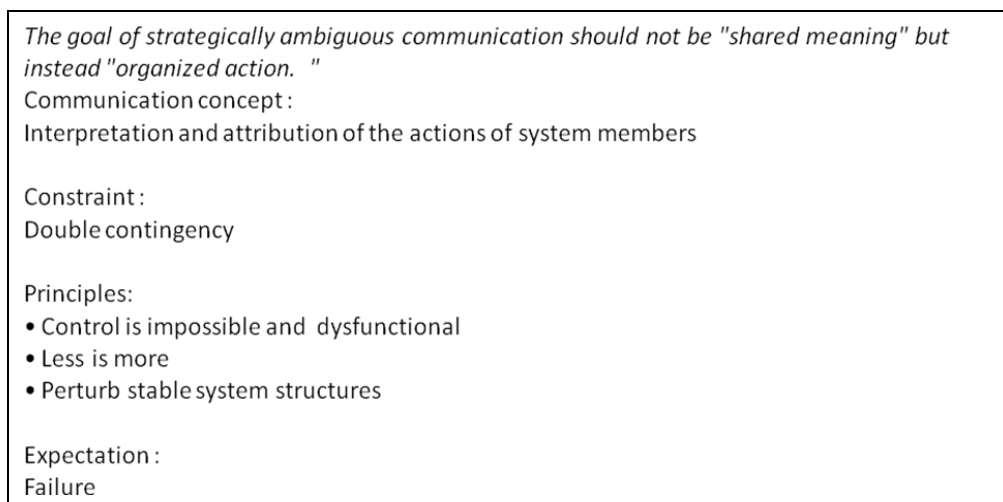 The goal of strategically ambiguous communication should not be "shared meaning" but
instead "organized action.  "
Communication concept :
Interpretation and attribution of the actions of system members
Constraint :
Double contingency
Principles:
• Control is impossible and  dysfunctional
• Less is more
• Perturb stable system structures
Expectation :
Failure